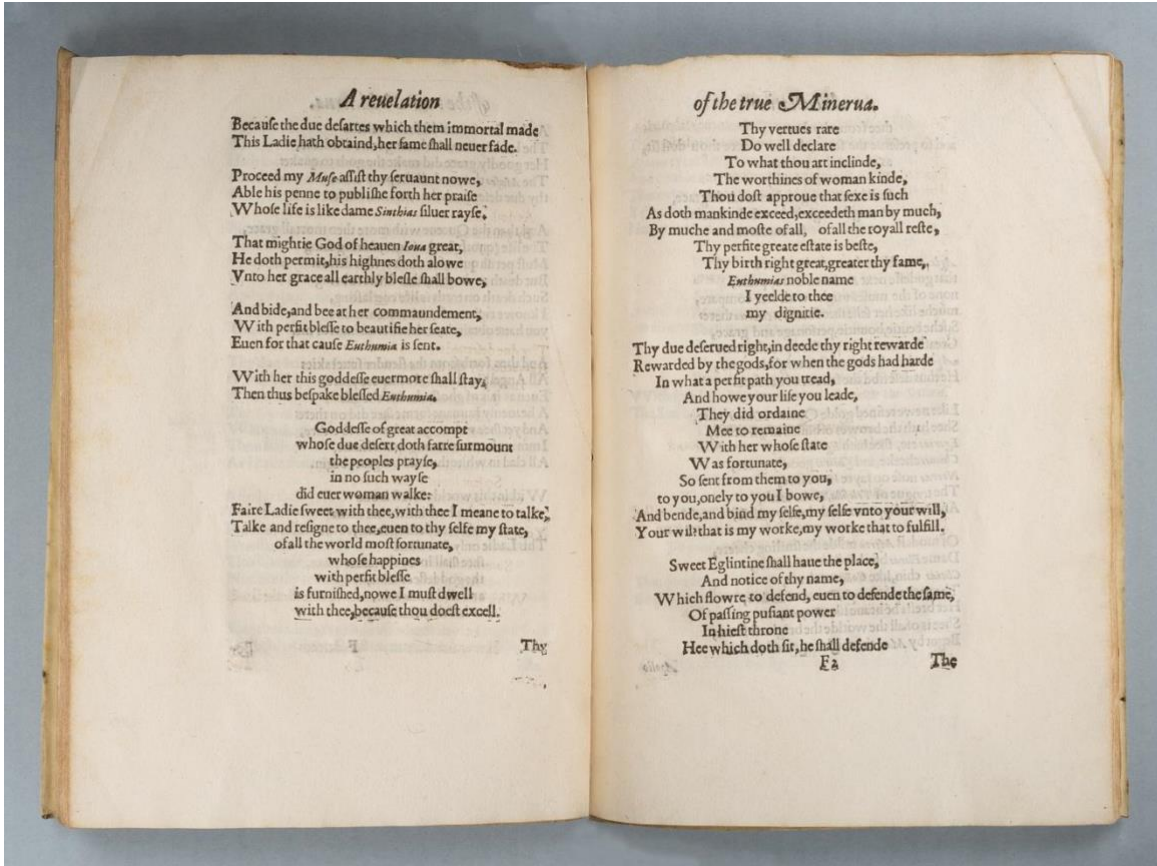 A reuelation
Becauſe the due deſartes which them immortal made
This Ladie hath obtaind, her fame ſhall neuer fade.
Proceed my Muſe aſſiſt thy ſeruaunt nowe,
Able his penne to publiſhe forth her praiſe
Whoſe life is like dame Sinthias ſiluer rayſe.
That mightie God of heauen Ioua great,
He doth permit, his highnes doth alowe
Vnto her grace all earthly bleſſe ſhall bowe,
And bide, and bee at her commaundement,
With perfit bleſſe to beautifie her ſeate,
Euen for that cauſe Euthumia is ſent.
With her this goddeſſe euermore ſhall ſtay,
Then thus beſpake bleſſed Euthumia.
Goddeſſe of great accompt
whoſe due deſert doth farre ſurmount
the peoples prayſe,
in no ſuch wayſe
did euer woman walke:
Faire Ladie ſweet with thee, with thee I meane to talke,
Talke and reſigne to thee, euen to thy ſelfe my ſtate,
of all the world moſt fortunate,
whoſe happines
with perfit bleſſe
is furniſhed, nowe I muſt dwell
with thee, becauſe thou doeſt excell.
Thy
of the true Minerua.
Thy vertues rare
Do well declare
To what thou art inclinde,
The worthines of woman kinde,
Thou doſt approue that ſexe is ſuch
As doth mankinde exceed, exceedeth man by much,
By muche and moſte of all, of all the royall reſte,
Thy perfite greate eſtate is beſte,
Thy birth right great, greater thy fame,
Euthumias noble name
I yeelde to thee
my dignitie.
Thy due deſerued right, in deede thy right rewarde
Rewarded by the gods, for when the gods had harde
In what a perfit path you tread,
And howe your life you leade,
They did ordaine
Mee to remaine
With her whoſe ſtate
Was fortunate,
So ſent from them to you,
to you, onely to you I bowe,
And bende, and bind my ſelfe, my ſelfe vnto your will,
Your will that is my worke, my worke that to fulfill.
Sweet Eglintine ſhall haue the place,
And notice of thy name,
Which flowre to defend, euen to defende the ſame,
Of paſſing puſiant power
In hieſt throne
Hee which doth ſit, he ſhall defende
F2
The